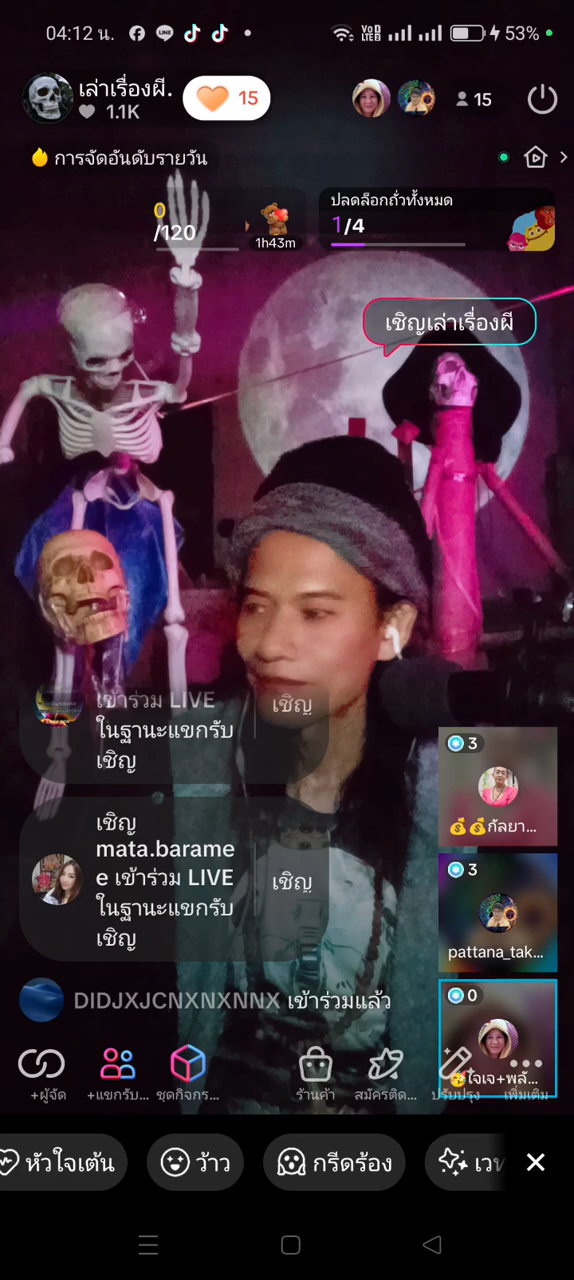 04:12 น.
VoD LTEB
53%
เล่าเรื่องผี.
1.1K
15
15
การจัดอันดับรายวัน
0
/120
1h43m
ปลดล็อกถั่วทั้งหมด
1/4
เชิญเล่าเรื่องผี
เข้าร่วม LIVE
ในฐานะแขกรับ
เชิญ
เชิญ
เชิญ
mata.barame
e เข้าร่วม LIVE
ในฐานะแขกรับ
เชิญ
เชิญ
3
กัลยา...
3
pattana_tak...
0
ใจเจ+พลั...
DIDJXJCNXNXNNX เข้าร่วมแล้ว
+ผู้จัด
+แขกรับ...
ชุดกิจกร...
ร้านค้า
สมัครติด...
ปรับปรุง
เพิ่มเติม
หัวใจเต้น
ว้าว
กรีดร้อง